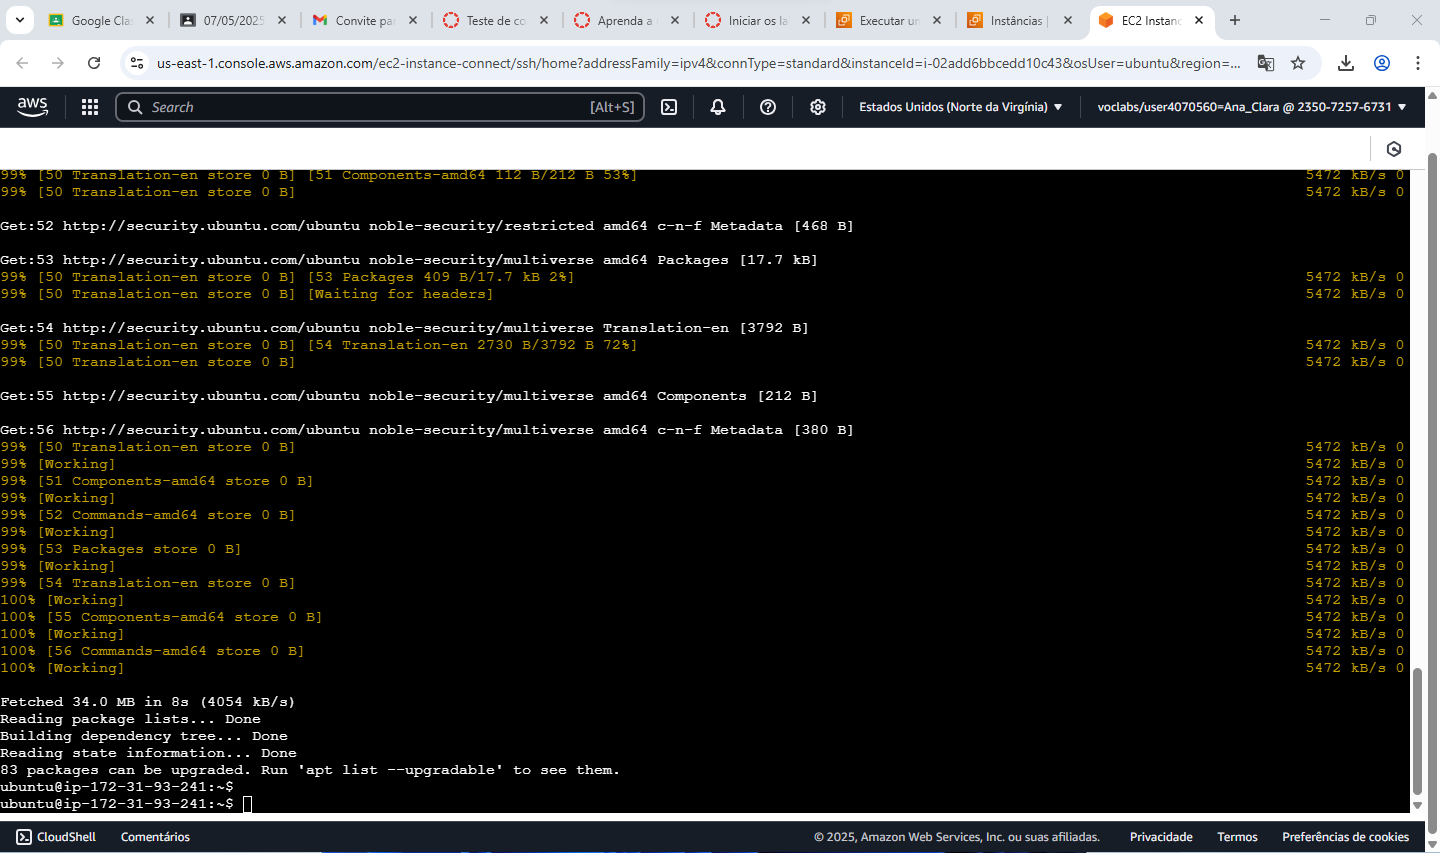 Google Cla
07/05/2025
Convite par
Teste de co
Aprenda a
Iniciar os la
Executar un
Instâncias |
EC2 Instanc
us-east-1.console.aws.amazon.com/ec2-instance-connect/ssh/home?addressFamily=ipv4&connType=standard&instanceId=i-02add6bbcedd10c43&osUser=ubuntu&region=...
aws
Search
[Alt+S]
Estados Unidos (Norte da Virgínia)
voclabs/user4070560=Ana_Clara @ 2350-7257-6731
99% [50 Translation-en store 0 B] [51 Components-amd64 112 B/212 B 53%] 5472 kB/s 0
99% [50 Translation-en store 0 B] 5472 kB/s 0
Get:52 http://security.ubuntu.com/ubuntu noble-security/restricted amd64 c-n-f Metadata [468 B]
Get:53 http://security.ubuntu.com/ubuntu noble-security/multiverse amd64 Packages [17.7 kB]
99% [50 Translation-en store 0 B] [53 Packages 409 B/17.7 kB 2%] 5472 kB/s 0
99% [50 Translation-en store 0 B] [Waiting for headers] 5472 kB/s 0
Get:54 http://security.ubuntu.com/ubuntu noble-security/multiverse Translation-en [3792 B]
99% [50 Translation-en store 0 B] [54 Translation-en 2730 B/3792 B 72%] 5472 kB/s 0
99% [50 Translation-en store 0 B] 5472 kB/s 0
Get:55 http://security.ubuntu.com/ubuntu noble-security/multiverse amd64 Components [212 B]
Get:56 http://security.ubuntu.com/ubuntu noble-security/multiverse amd64 c-n-f Metadata [380 B]
99% [50 Translation-en store 0 B] 5472 kB/s 0
99% [Working] 5472 kB/s 0
99% [51 Components-amd64 store 0 B] 5472 kB/s 0
99% [Working] 5472 kB/s 0
99% [52 Commands-amd64 store 0 B] 5472 kB/s 0
99% [Working] 5472 kB/s 0
99% [53 Packages store 0 B] 5472 kB/s 0
99% [Working] 5472 kB/s 0
99% [54 Translation-en store 0 B] 5472 kB/s 0
100% [Working] 5472 kB/s 0
100% [55 Components-amd64 store 0 B] 5472 kB/s 0
100% [Working] 5472 kB/s 0
100% [56 Commands-amd64 store 0 B] 5472 kB/s 0
100% [Working] 5472 kB/s 0
Fetched 34.0 MB in 8s (4054 kB/s)
Reading package lists... Done
Building dependency tree... Done
Reading state information... Done
83 packages can be upgraded. Run 'apt list --upgradable' to see them.
ubuntu@ip-172-31-93-241:~$
ubuntu@ip-172-31-93-241:~$
CloudShell
Comentários
© 2025, Amazon Web Services, Inc. ou suas afiliadas.
Privacidade
Termos
Preferências de cookies